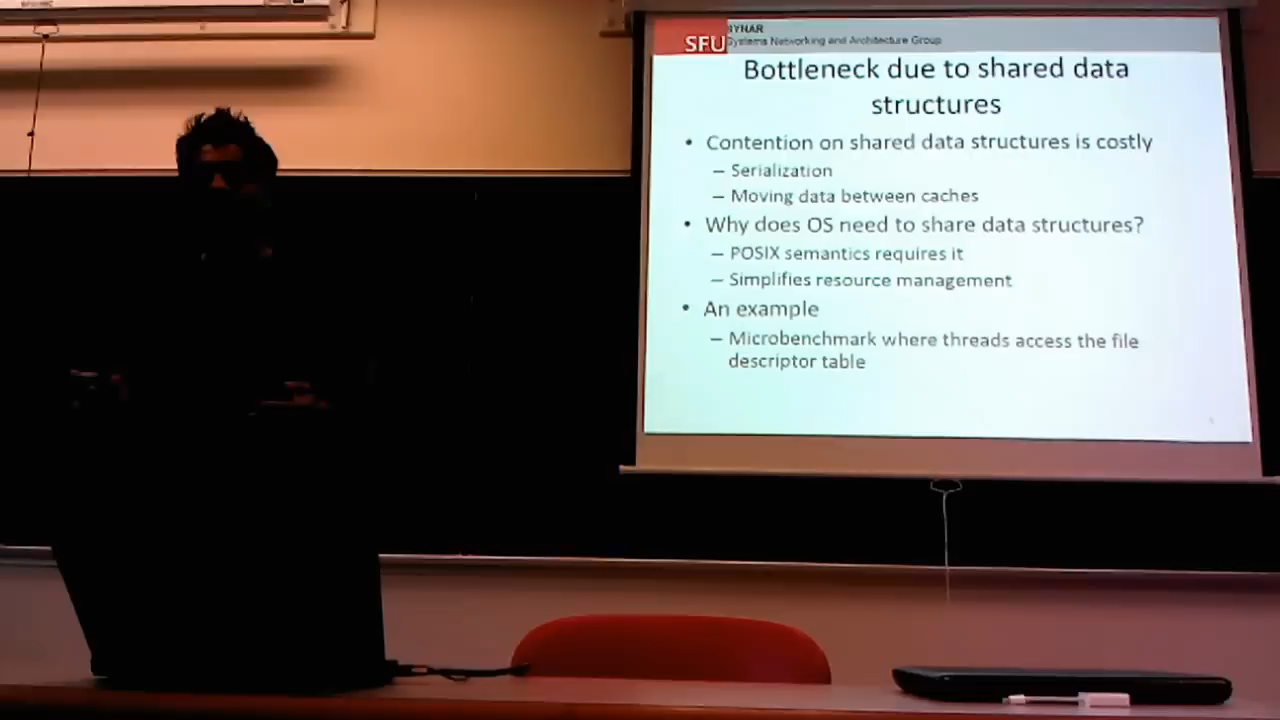 SYNAR
SFU Systems Networking and Architecture Group
Bottleneck due to shared data
structures
• Contention on shared data structures is costly
– Serialization
– Moving data between caches
• Why does OS need to share data structures?
– POSIX semantics requires it
– Simplifies resource management
• An example
– Microbenchmark where threads access the file
descriptor table